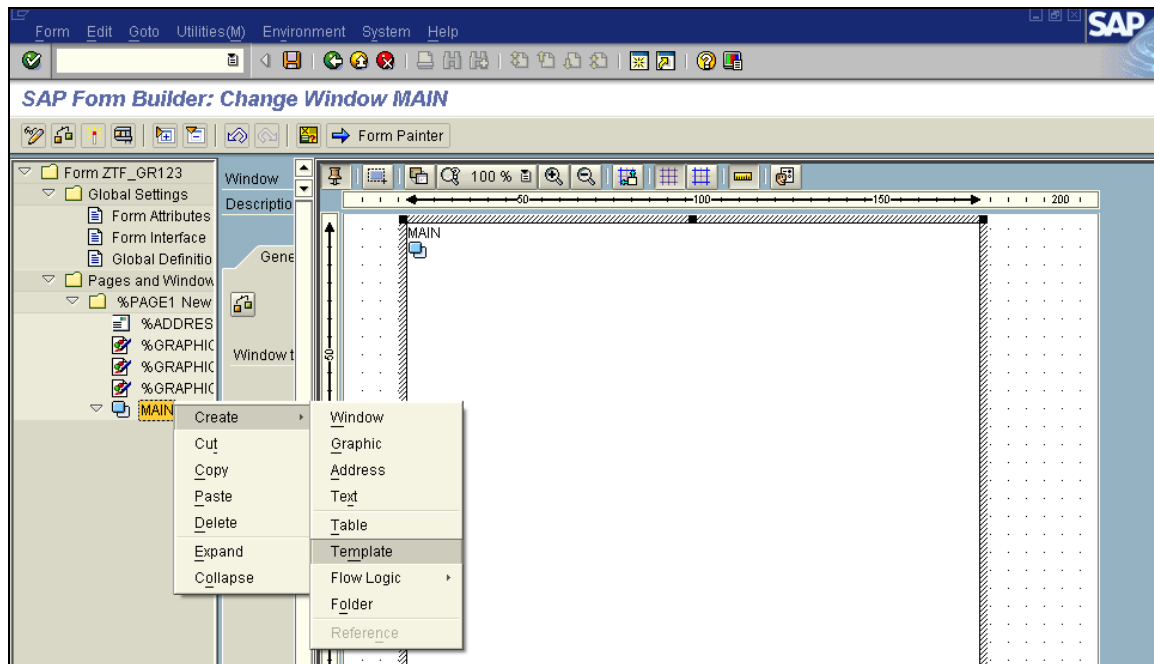 Form Edit Goto Utilities(M) Environment System Help
SAP
SAP Form Builder: Change Window MAIN
Form Painter
Form ZTF_GR123
Global Settings
Form Attributes
Form Interface
Global Definitio
Pages and Window
%PAGE1 New
%ADDRES
%GRAPHIC
%GRAPHIC
%GRAPHIC
MAIN
Window
Descriptio
Gene
Window t
100 %
50 100 150 200
50
MAIN
Create
Cut
Copy
Paste
Delete
Expand
Collapse
Window
Graphic
Address
Text
Table
Template
Flow Logic
Folder
Reference